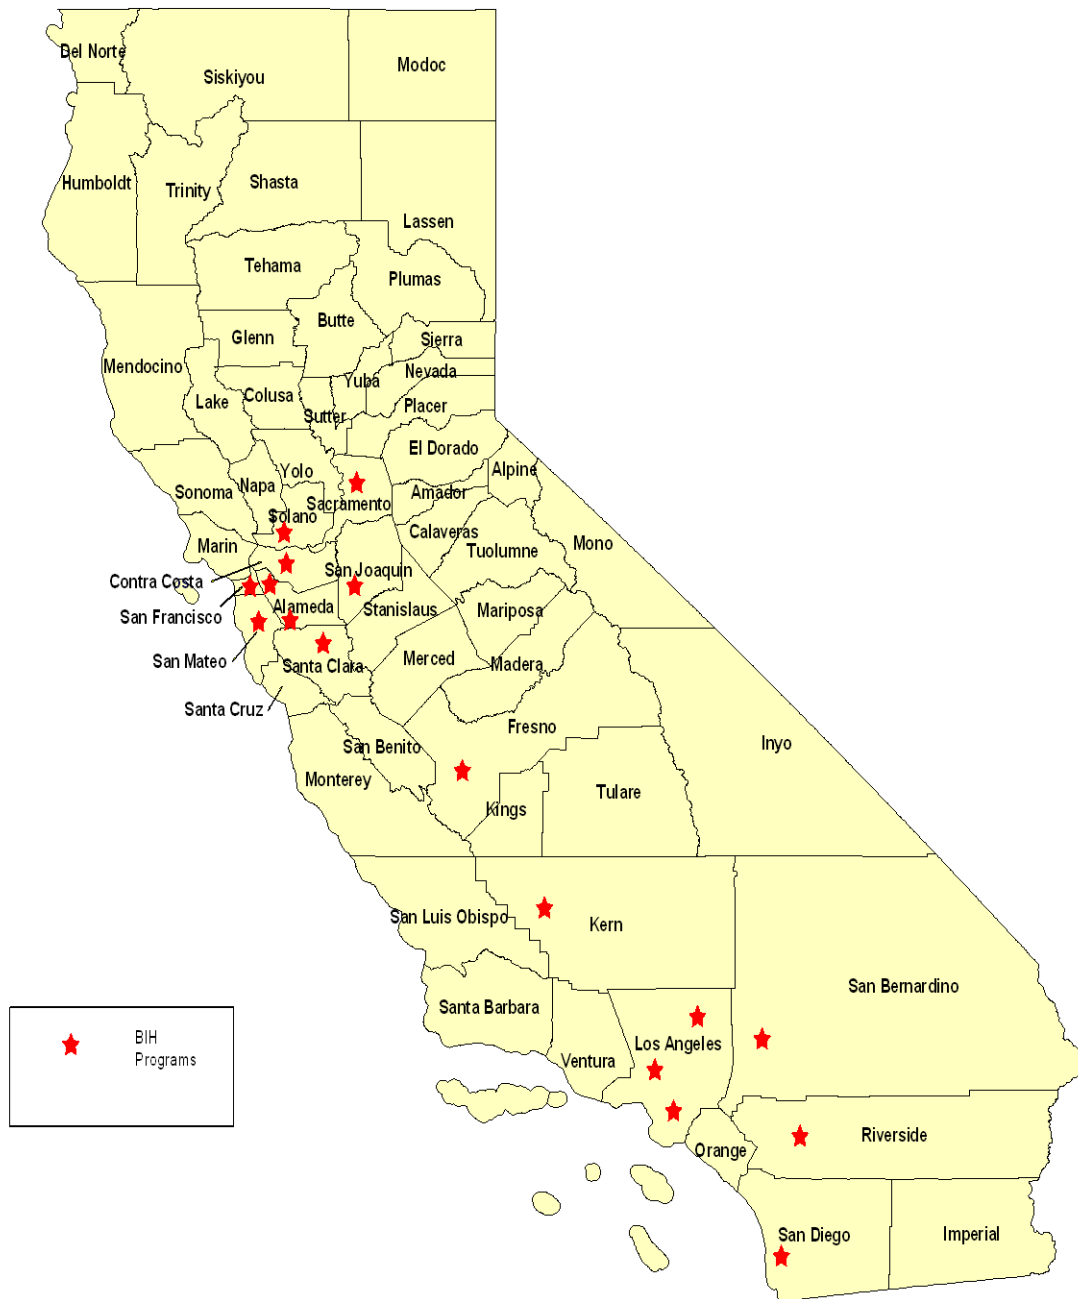 Del Norte
Siskiyou
Modoc
Humboldt
Trinity
Shasta
Lassen
Tehama
Plumas
Butte
Glenn
Sierra
Mendocino
Nevada
Yuba
Colusa
Lake
Placer
Sutter
El Dorado
Yolo
Alpine
Napa
Sonoma
Amador
Sacramento
Solano
Calaveras
Marin
Mono
Tuolumne
San Joaquin
Contra Costa
Alameda
Stanislaus
Mariposa
San Francisco
San Mateo
Santa Clara
Merced
Madera
Santa Cruz
Fresno
San Benito
Inyo
Monterey
Tulare
Kings
San Luis Obispo
Kern
San Bernardino
Santa Barbara
Los Angeles
Ventura
BIH
Programs
Riverside
Orange
San Diego
Imperial